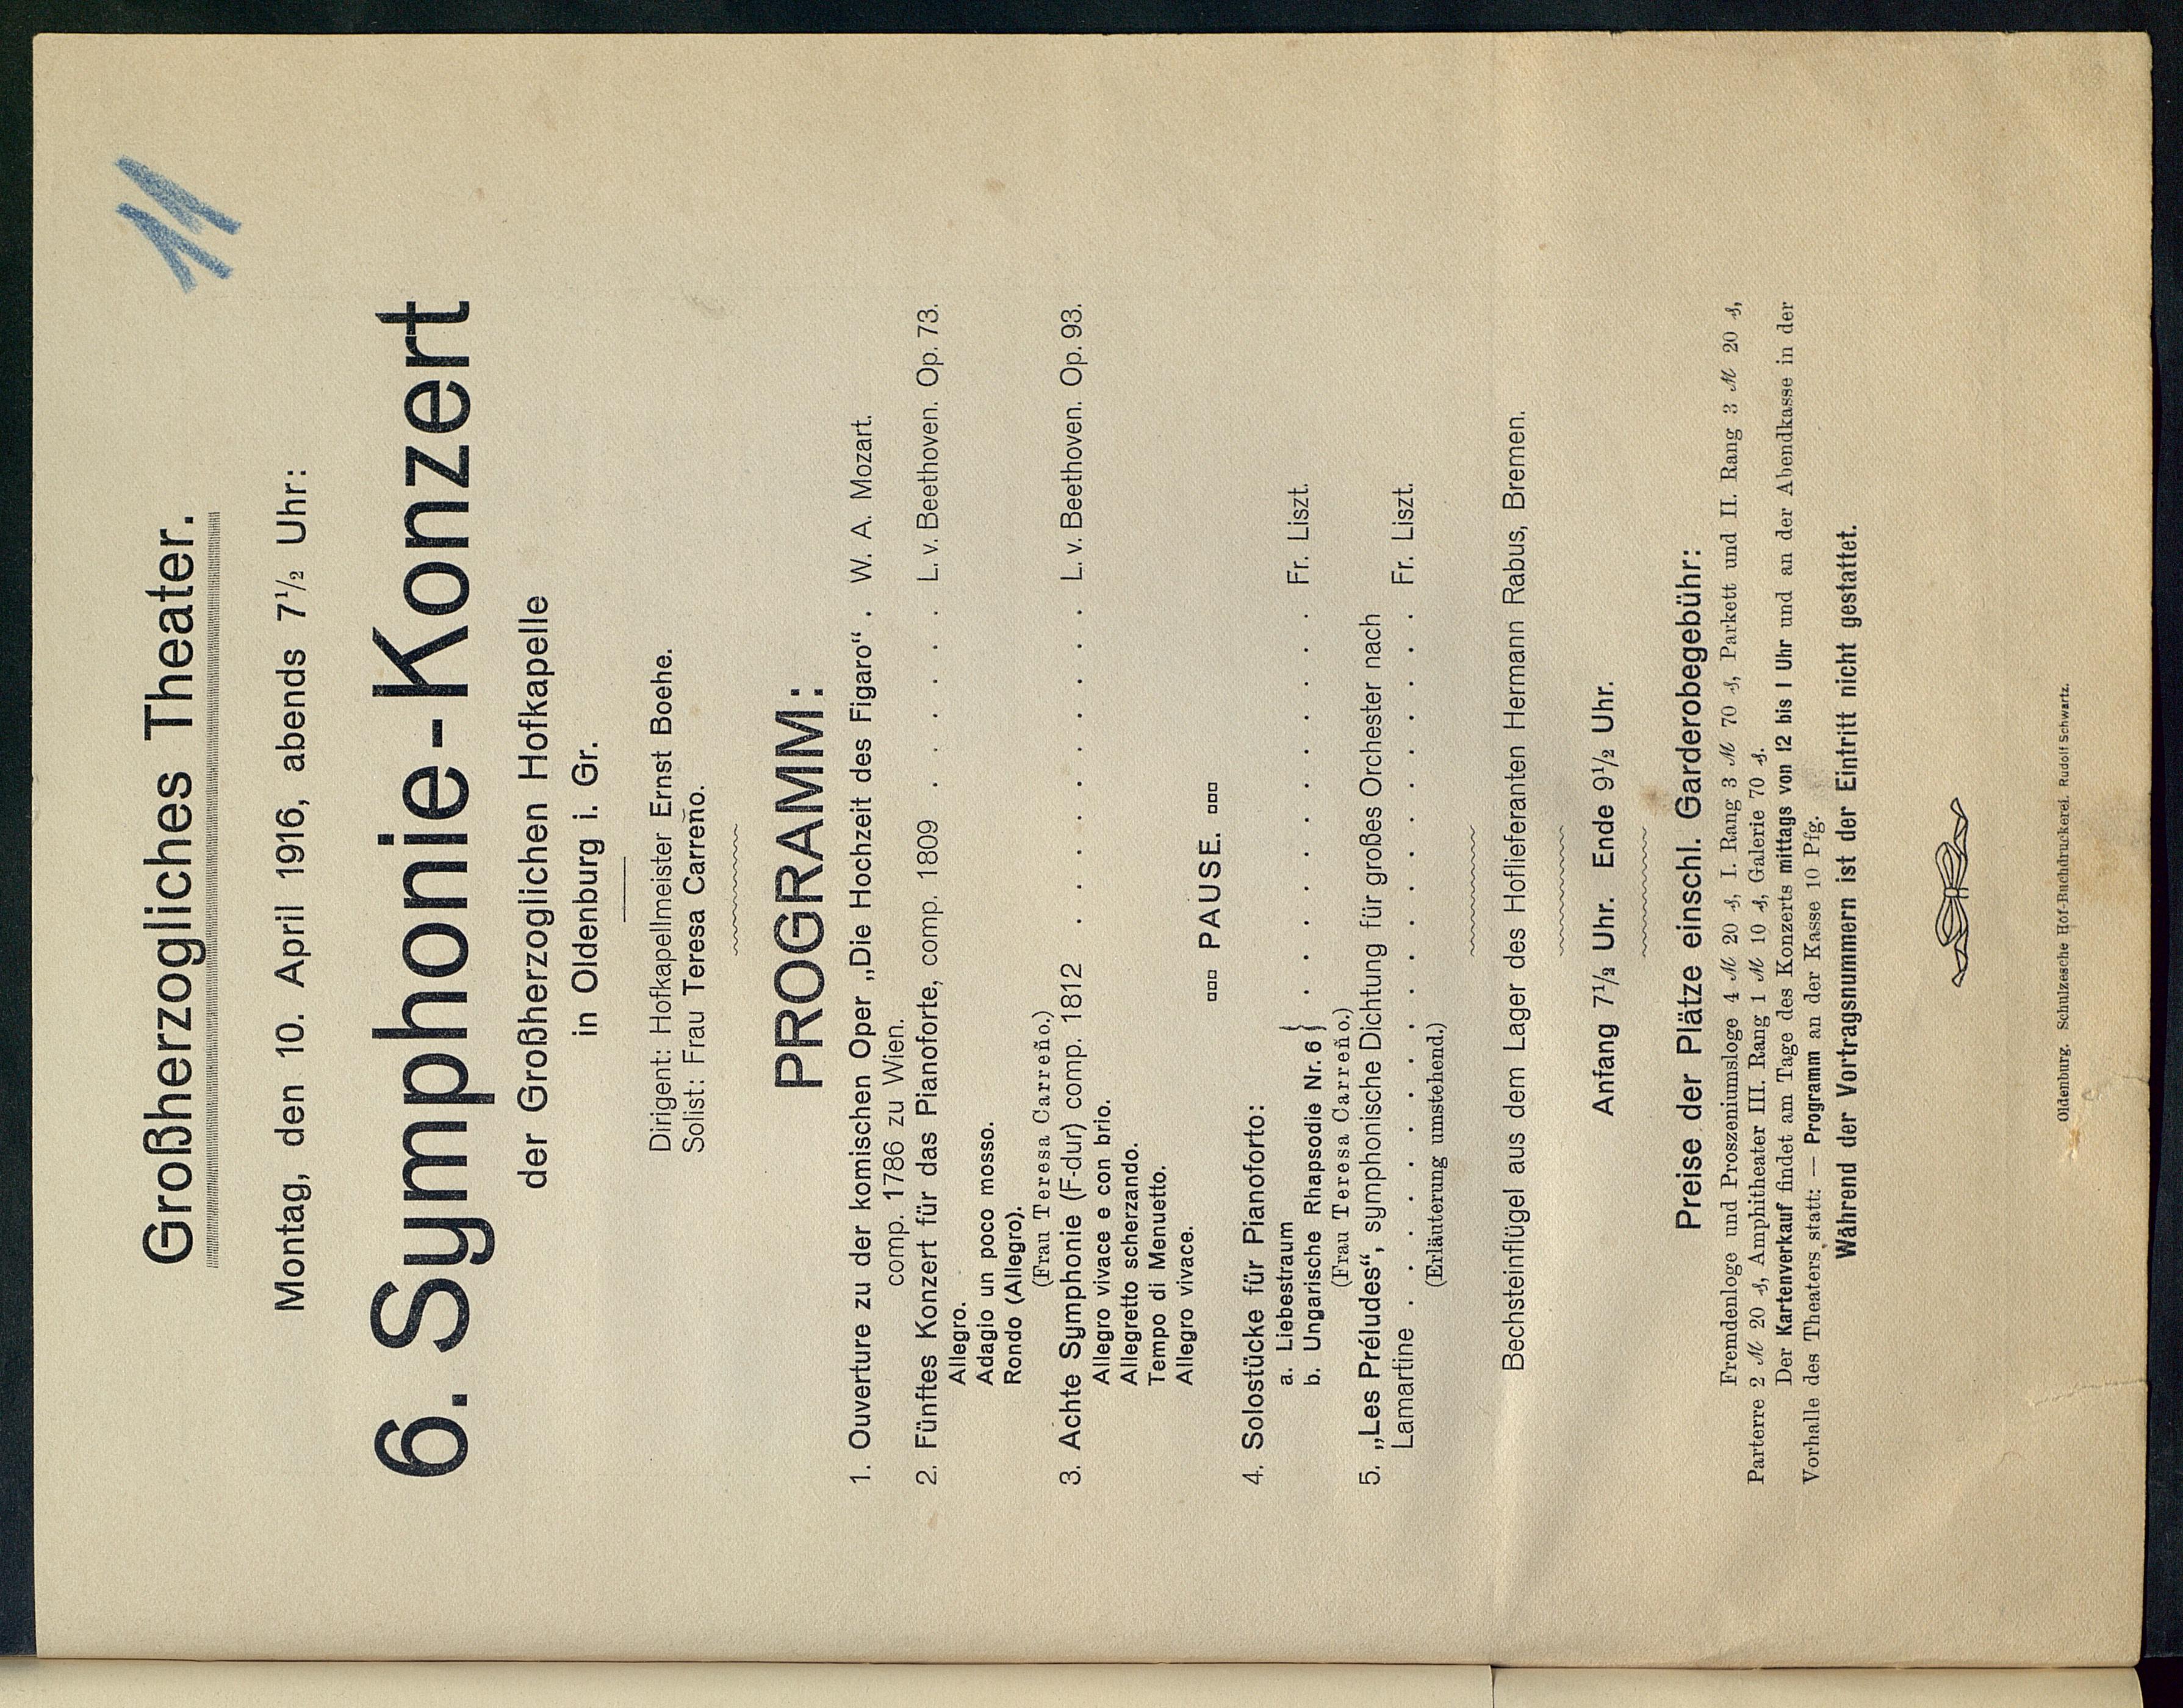 11
Großherzogliches Theater.
Montag, den 10. April 1916, abends 7½ Uhr:
6. Symphonie-Konzert
der Großherzoglichen Hofkapelle
in Oldenburg i. Gr.
Dirigent: Hofkapellmeister Ernst Boehe.
Solist: Frau Teresa Carreño.
PROGRAMM:
1. Ouverture zu der komischen Oper „Die Hochzeit des Figaro“ . W. A. Mozart.
comp. 1786 zu Wien.
2. Fünftes Konzert für das Pianoforte, comp. 1809 . . . . . . L. v. Beethoven. Op. 73.
Allegro.
Adagio un poco mosso.
Rondo (Allegro).
(Frau Teresa Carreño.)
3. Achte Symphonie (F-dur) comp. 1812 . . . . . . . . . L. v. Beethoven. Op. 93.
Allegro vivace e con brio.
Allegretto scherzando.
Tempo di Menuetto.
Allegro vivace.
▫▫▫ PAUSE. ▫▫▫
4. Solostücke für Pianoforto:
a. Liebestraum
b. Ungarische Rhapsodie Nr. 6 } . . . . . . . . . . . Fr. Liszt.
(Frau Teresa Carreño.)
5. „Les Préludes“, symphonische Dichtung für großes Orchester nach
Lamartine . . . . . . . . . . . . . . . . . . . Fr. Liszt.
(Erläuterung umstehend.)
Bechsteinflügel aus dem Lager des Hoflieferanten Hermann Rabus, Bremen.
Anfang 7½ Uhr. Ende 9½ Uhr.
Preise der Plätze einschl. Garderobegebühr:
Fremdenloge und Proszeniumsloge 4 ℳ 20 ₰, I. Rang 3 ℳ 70 ₰, Parkett und II. Rang 3 ℳ 20 ₰,
Parterre 2 ℳ 20 ₰, Amphitheater III. Rang 1 ℳ 10 ₰, Galerie 70 ₰.
Der Kartenverkauf findet am Tage des Konzerts mittags von 12 bis 1 Uhr und an der Abendkasse in der
Vorhalle des Theaters statt: — Programm an der Kasse 10 Pfg.
Während der Vortragsnummern ist der Eintritt nicht gestattet.
Oldenburg. Schulzesche Hof-Buchdruckerei. Rudolf Schwartz.